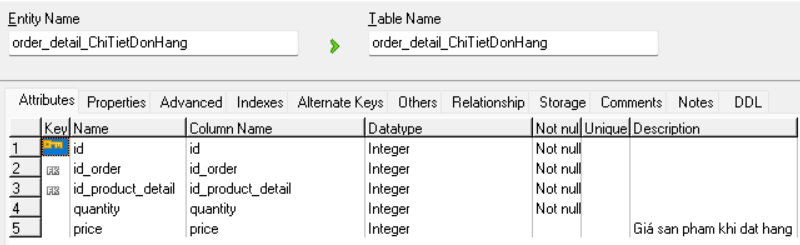 Entity Name Table Name
order_detail_ChiTietDonHang order_detail_ChiTietDonHang
Attributes Properties Advanced Indexes Alternate Keys Others Relationship Storage Comments Notes DDL
Key Name Column Name Datatype Not nul Unique Description
1 id id Integer Not null
2 FK id_order id_order Integer Not null
3 FK id_product_detail id_product_detail Integer Not null
4 quantity quantity Integer Not null
5 price price Integer Giá san pham khi dat hang